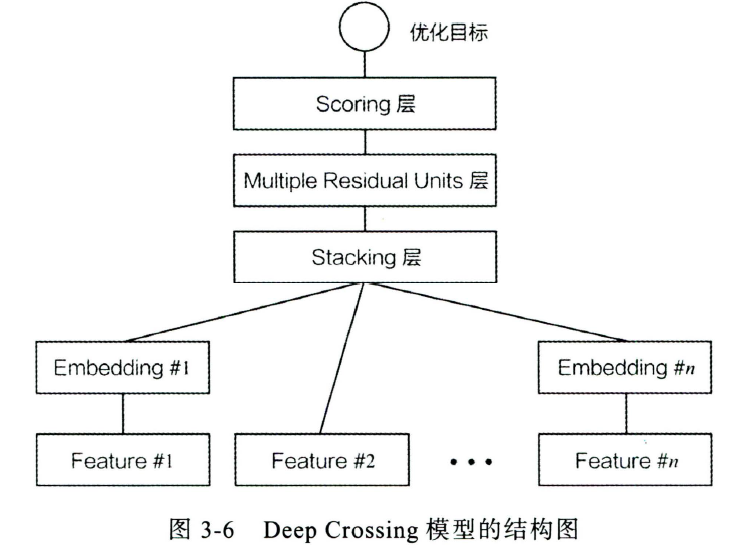 优化目标
Scoring 层
Multiple Residual Units 层
Stacking 层
Embedding #1
Embedding #n
Feature #1
Feature #2
• • •
Feature #n
图 3-6 Deep Crossing 模型的结构图